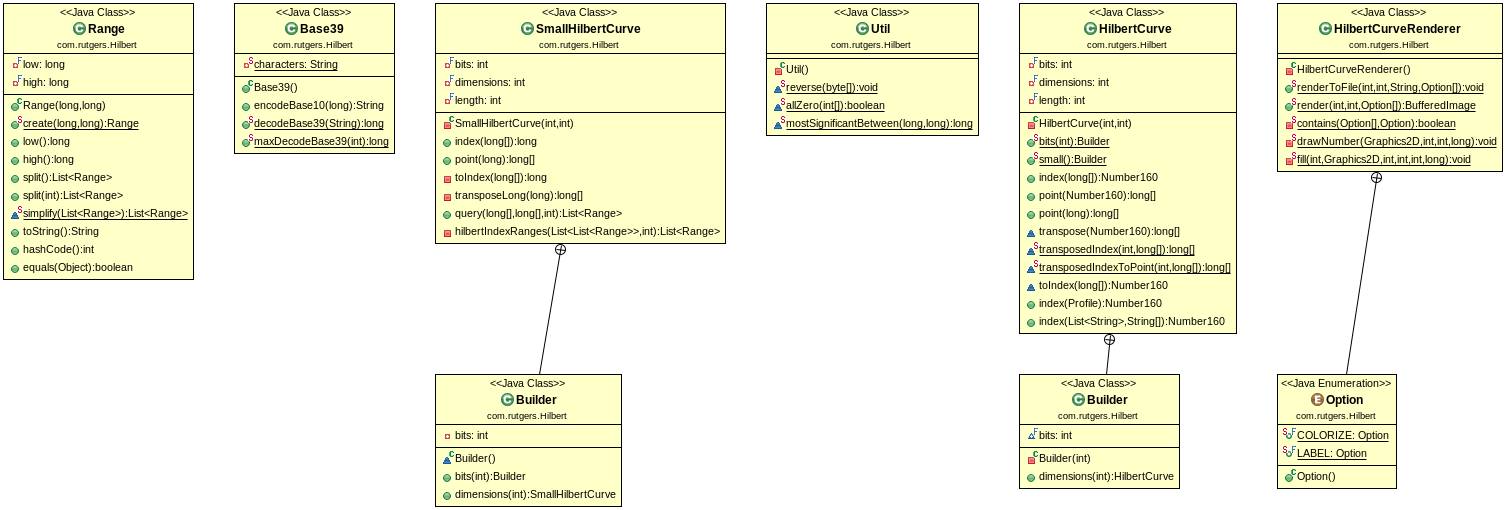 <<Java Class>>
Range
com.rutgers.Hilbert
low: long
high: long
Range(long,long)
create(long,long):Range
low():long
high():long
split():List<Range>
split(int):List<Range>
simplify(List<Range>):List<Range>
toString():String
hashCode():int
equals(Object):boolean
<<Java Class>>
Base39
com.rutgers.Hilbert
characters: String
Base39()
encodeBase10(long):String
decodeBase39(String):long
maxDecodeBase39(int):long
<<Java Class>>
SmallHilbertCurve
com.rutgers.Hilbert
bits: int
dimensions: int
length: int
SmallHilbertCurve(int,int)
index(long[]):long
point(long):long[]
toIndex(long[]):long
transposeLong(long):long[]
query(long[],long[],int):List<Range>
hilbertIndexRanges(List<List<Range>>,int):List<Range>
<<Java Class>>
Builder
com.rutgers.Hilbert
bits: int
Builder()
bits(int):Builder
dimensions(int):SmallHilbertCurve
<<Java Class>>
Util
com.rutgers.Hilbert
Util()
reverse(byte[]):void
allZero(int[]):boolean
mostSignificantBetween(long,long):long
<<Java Class>>
HilbertCurve
com.rutgers.Hilbert
bits: int
dimensions: int
length: int
HilbertCurve(int,int)
bits(int):Builder
small():Builder
index(long[]):Number160
point(Number160):long[]
point(long):long[]
transpose(Number160):long[]
transposedIndex(int,long[]):long[]
transposedIndexToPoint(int,long[]):long[]
toIndex(long[]):Number160
index(Profile):Number160
index(List<String>,String[]):Number160
<<Java Class>>
Builder
com.rutgers.Hilbert
bits: int
Builder(int)
dimensions(int):HilbertCurve
<<Java Class>>
HilbertCurveRenderer
com.rutgers.Hilbert
HilbertCurveRenderer()
renderToFile(int,int,String,Option[]):void
render(int,int,Option[]):BufferedImage
contains(Option[],Option):boolean
drawNumber(Graphics2D,int,int,long):void
fill(int,Graphics2D,int,int,int,long):void
<<Java Enumeration>>
Option
com.rutgers.Hilbert
COLORIZE: Option
LABEL: Option
Option()